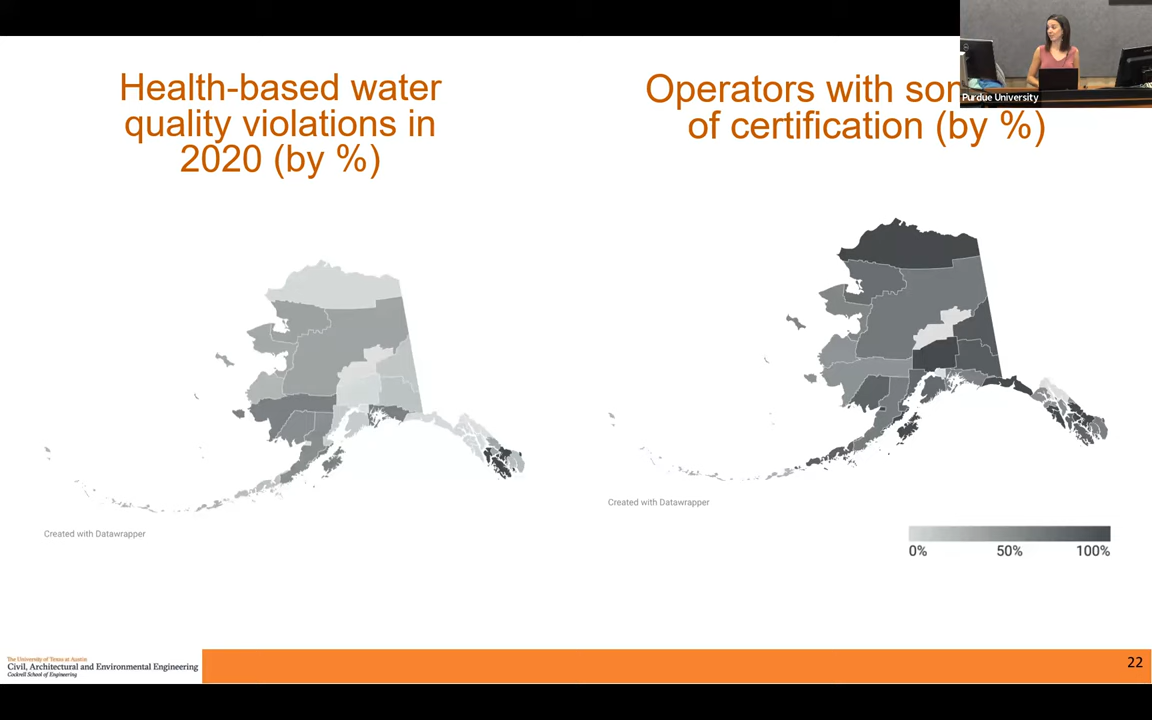 Health-based water
quality violations in
2020 (by %)
Operators with
of certification (by %)
Purdue University
Created with Datawrapper
Created with Datawrapper
0% 50% 100%
The University of Texas at Austin
Civil, Architectural and Environmental Engineering
Cockrell School of Engineering
22